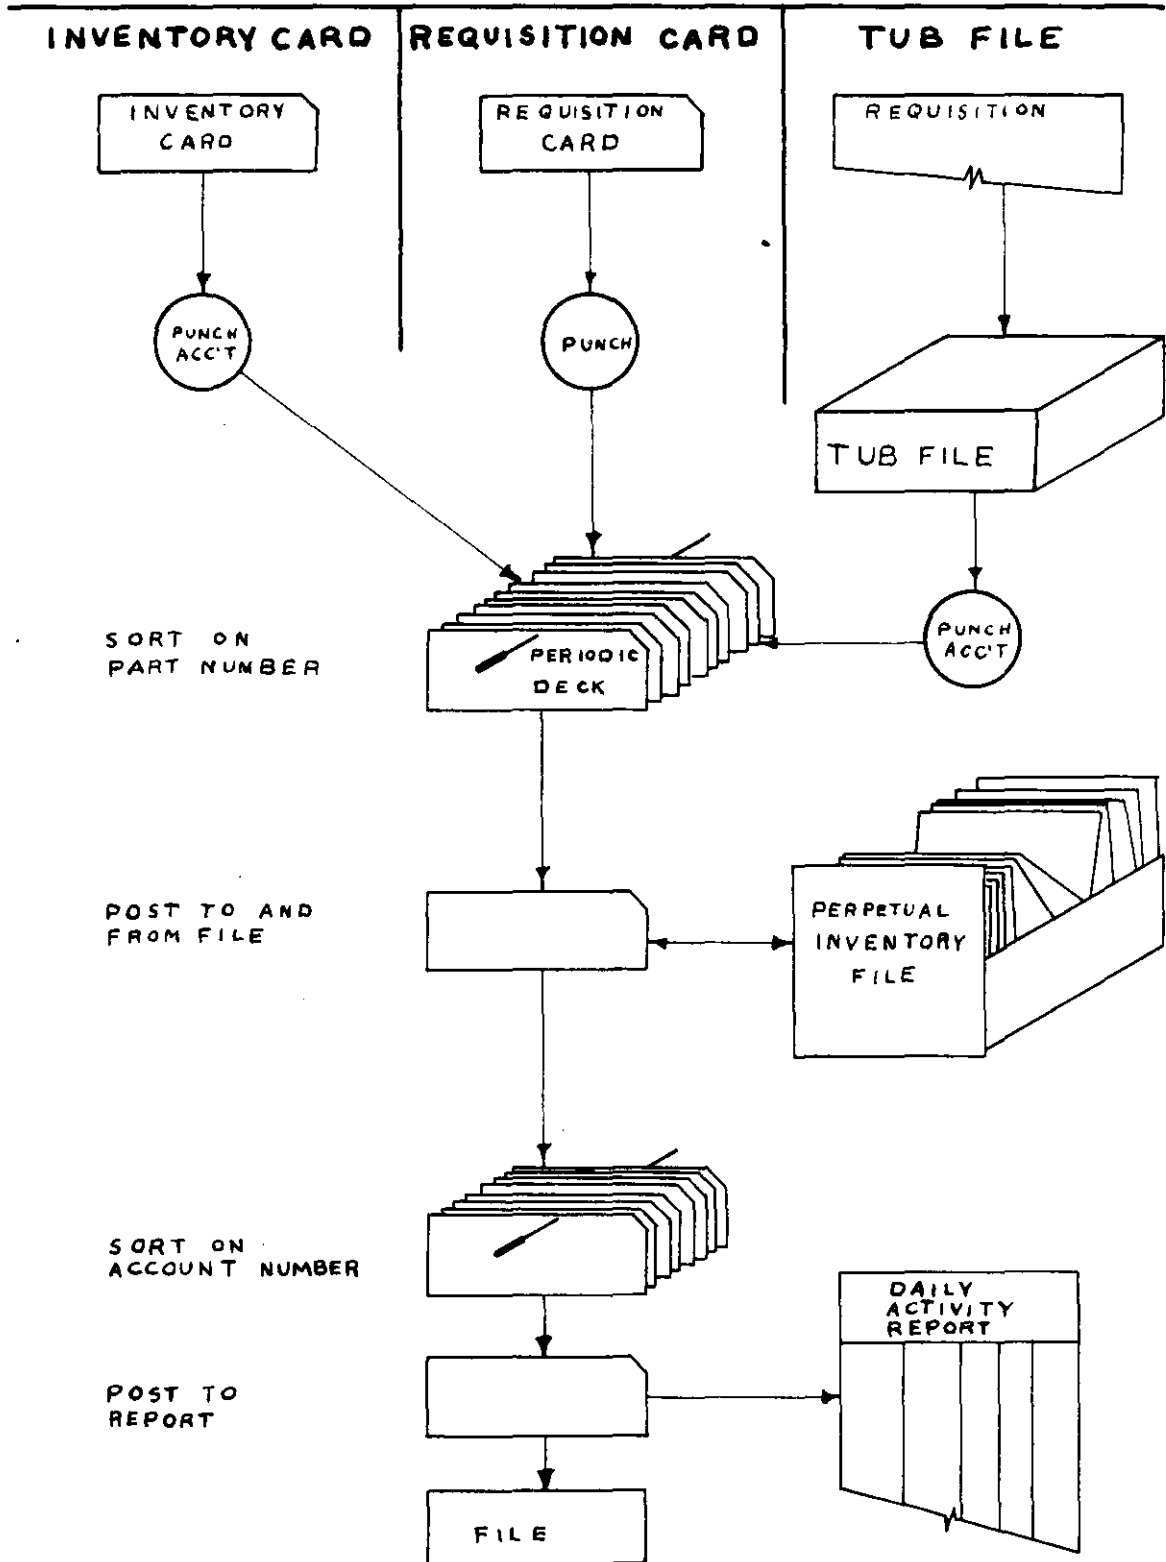 INVENTORY CARD
REQUISITION CARD
TUB FILE
INVENTORY
CARD
REQUISITION
CARD
REQUISITION
PUNCH
ACC'T
PUNCH
TUB FILE
SORT ON
PART NUMBER
PERIODIC
DECK
PUNCH
ACC'T
POST TO AND
FROM FILE
PERPETUAL
INVENTORY
FILE
SORT ON
ACCOUNT NUMBER
DAILY
ACTIVITY
REPORT
POST TO
REPORT
FILE